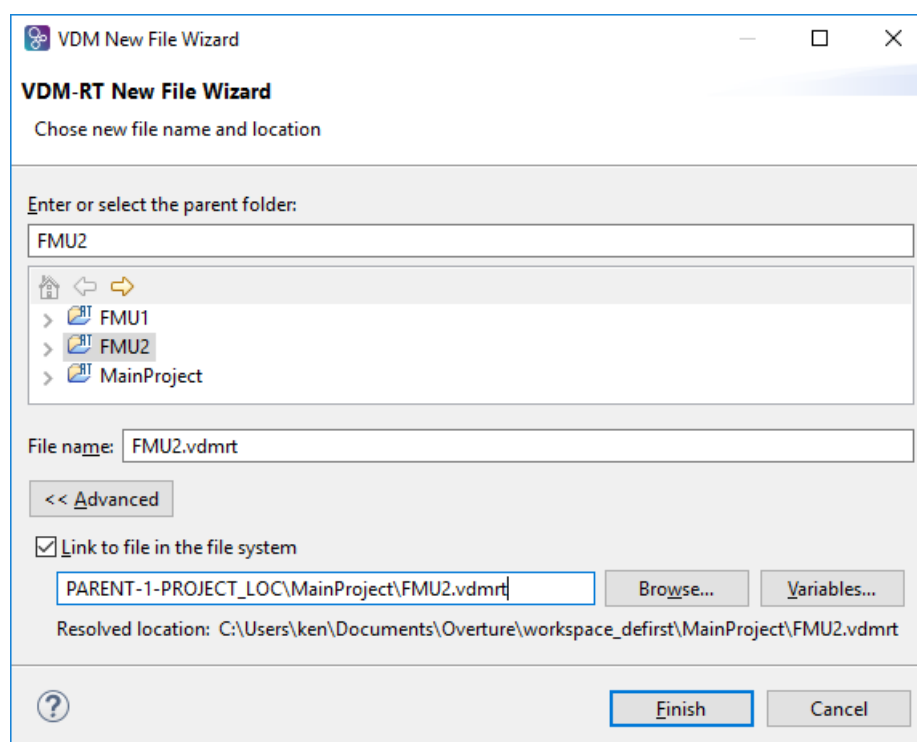 VDM New File Wizard
VDM-RT New File Wizard
Chose new file name and location
Enter or select the parent folder:
FMU2
FMU1
FMU2
MainProject
File name: FMU2.vdmrt
<< Advanced
Link to file in the file system
PARENT-1-PROJECT_LOC\MainProject\FMU2.vdmrt Browse... Variables...
Resolved location: C:\Users\ken\Documents\Overture\workspace_defirst\MainProject\FMU2.vdmrt
? Finish Cancel